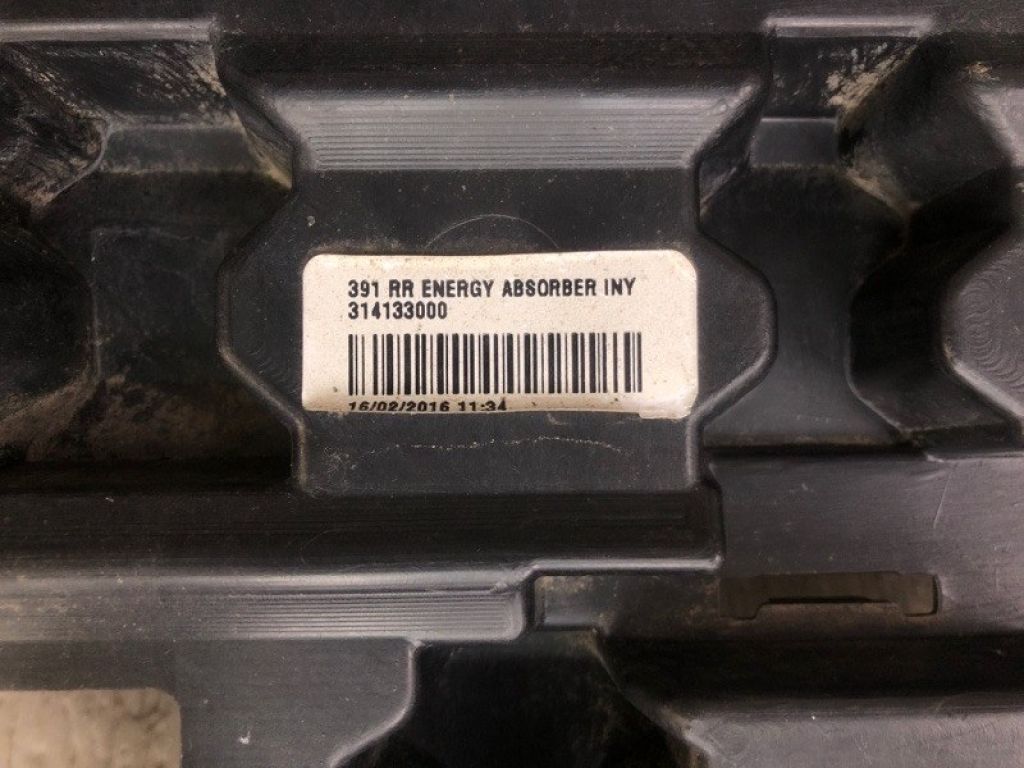 391 RR ENERGY ABSORBER INY
314133000
16/02/2016 11:34